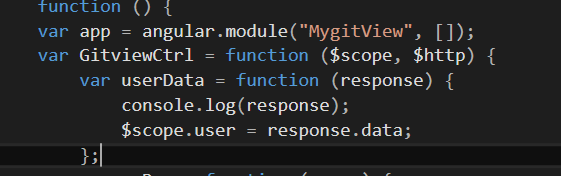 function () {
var app = angular.module("MygitView", []);
var GitviewCtrl = function ($scope, $http) {
var userData = function (response) {
console.log(response);
$scope.user = response.data;
};